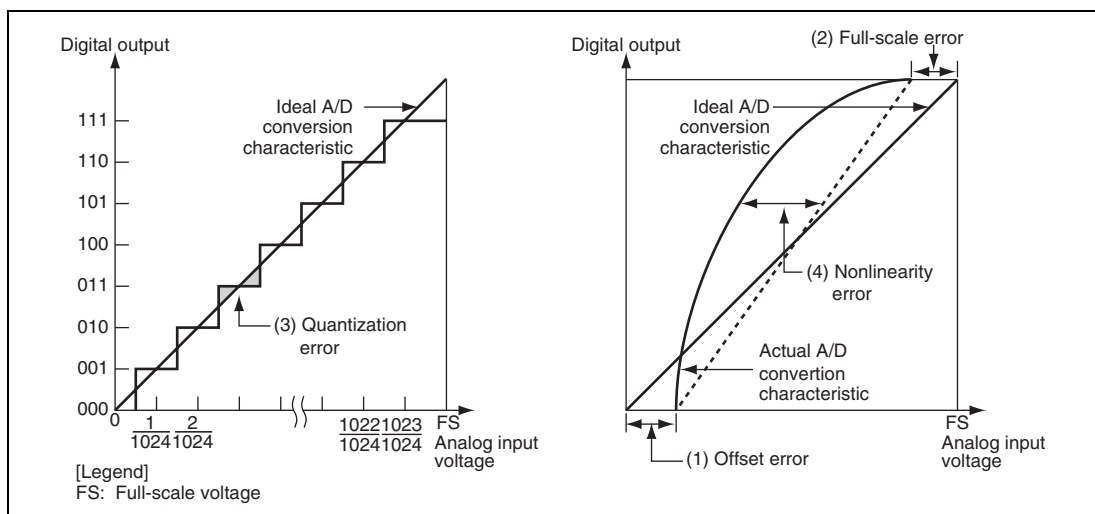 Digital output
Ideal A/D
conversion
characteristic
111
110
101
100
011
010
001
000
(3) Quantization
error
0
1
1024
2
1024
1022
1024
1023
1024
FS
Analog input
voltage
[Legend]
FS: Full-scale voltage
Digital output
(2) Full-scale error
Ideal A/D
conversion
characteristic
(4) Nonlinearity
error
Actual A/D
convertion
characteristic
FS
Analog input
voltage
(1) Offset error